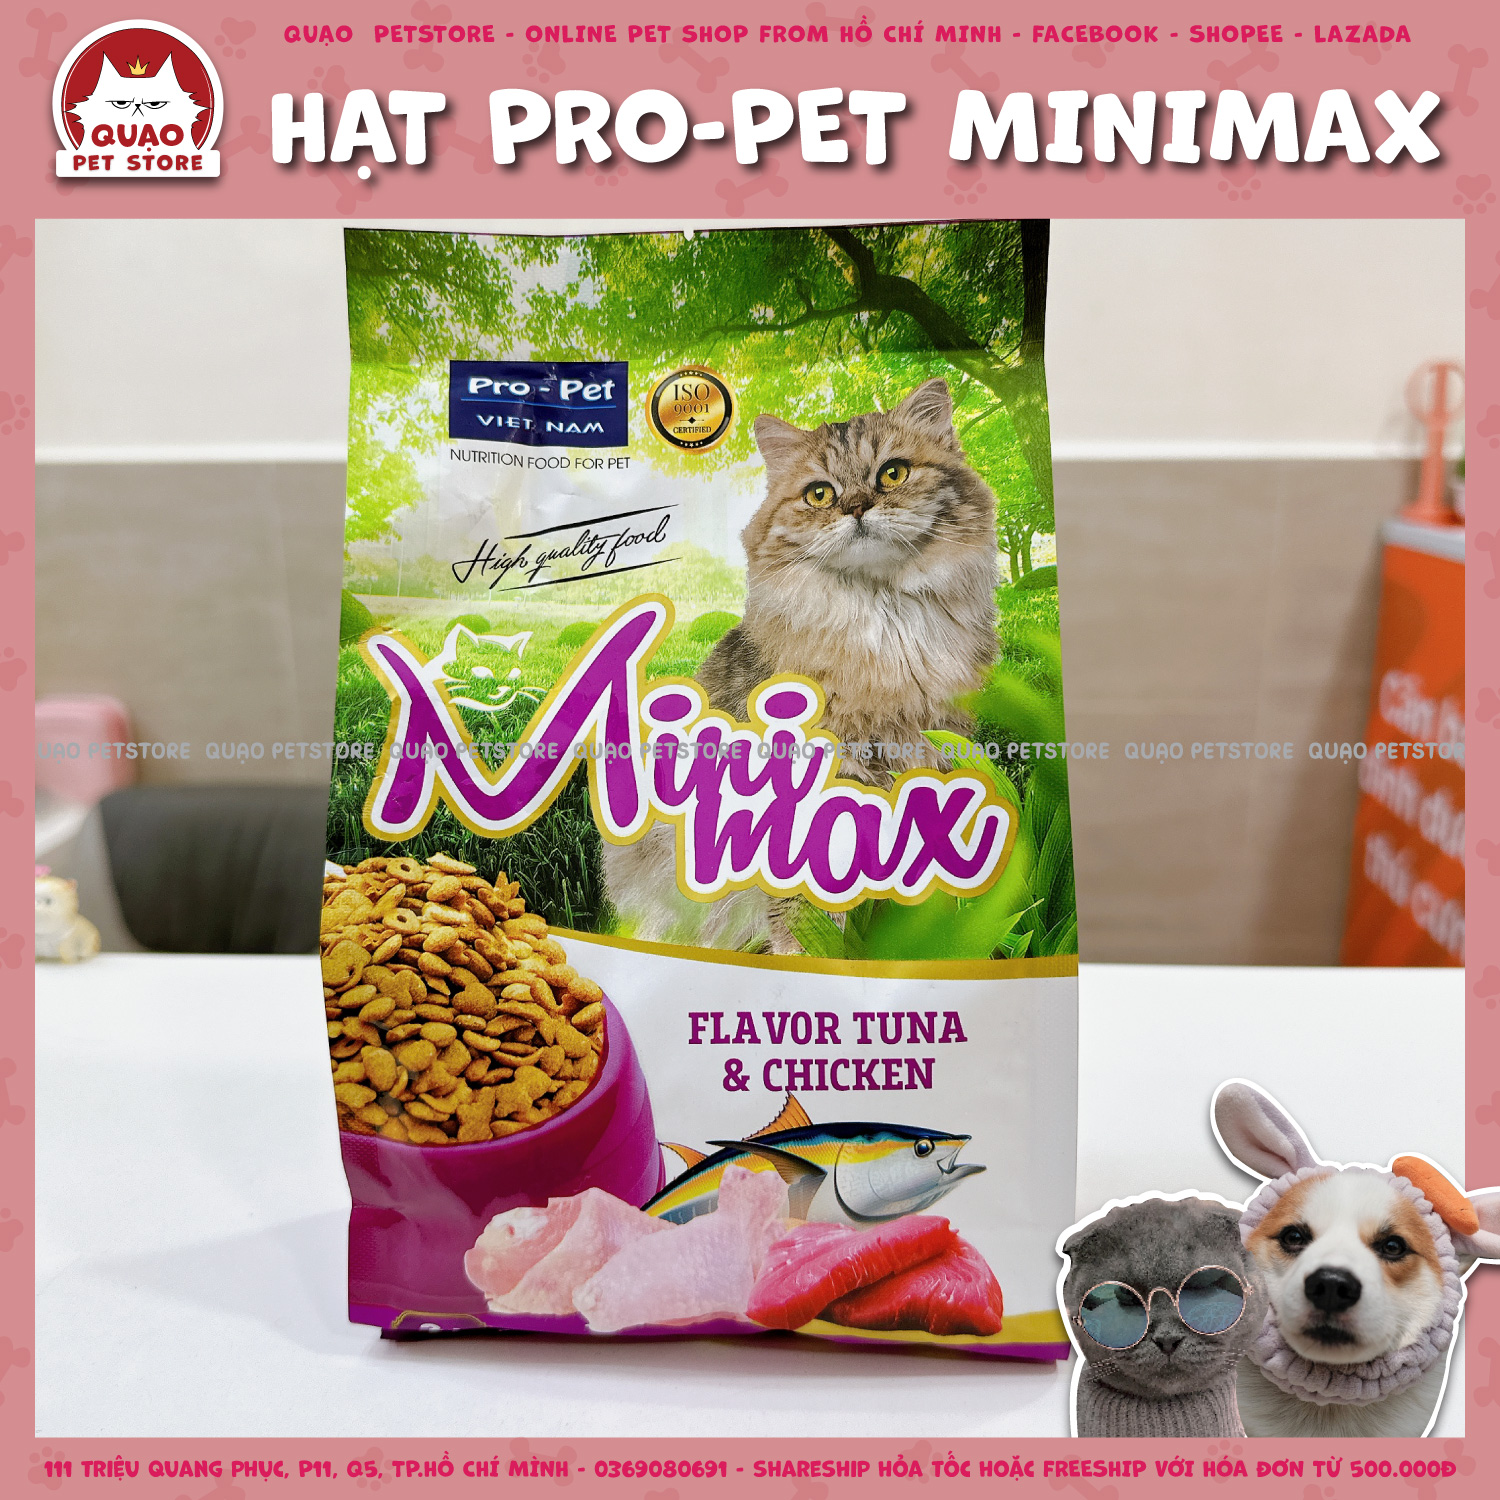 QUẠO PETSTORE - ONLINE PET SHOP FROM HỒ CHÍ MINH - FACEBOOK - SHOPEE - LAZADA
QUẠO
PET STORE
HẠT PRO-PET MINIMAX
Pro - Pet
VIET NAM
NUTRITION FOOD FOR PET
ISO
9001
CERTIFIED
High quality food
Mini
max
QUẠO PETSTORE QUẠO PETSTORE QUẠO PETSTORE QUẠO PETSTORE QUẠO PETSTORE QUẠO PETSTORE QUẠO PETSTORE QUẠO PETSTORE
FLAVOR TUNA
& CHICKEN
111 TRIỆU QUANG PHỤC, P11, Q5, TP.HỒ CHÍ MÌNH - 0369080691 - SHARESHIP HỎA TỐC HOẶC FREESHIP VỚI HÓA ĐƠN TỪ 500.000Đ